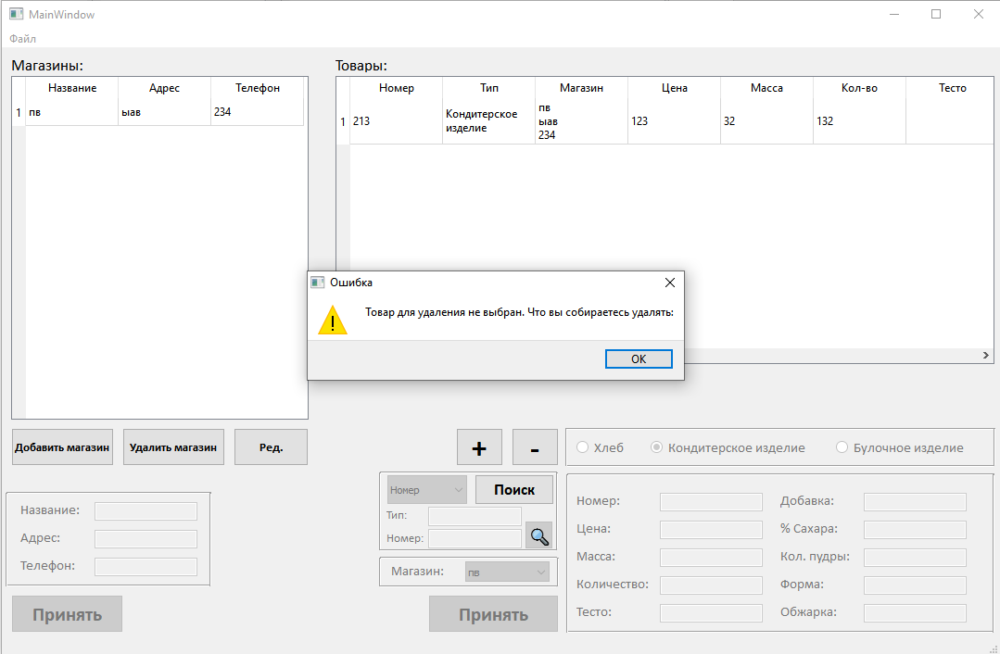 MainWindow
Файл
Магазины:
Название Адрес Телефон
1 пв ыав 234
Товары:
Номер Тип Магазин Цена Масса Кол-во Тесто
1 213 Кондитерское изделие пв ыав 234 123 32 132
Ошибка
Товар для удаления не выбран. Что вы собираетесь удалять:
OK
Добавить магазин Удалить магазин Ред.
+ -
Хлеб Кондитерское изделие Булочное изделие
Название:
Адрес:
Телефон:
Принять
Номер Поиск
Тип:
Номер:
Магазин: пв
Принять
Номер: Добавка:
Цена: % Сахара:
Масса: Кол. пудры:
Количество: Форма:
Тесто: Обжарка: